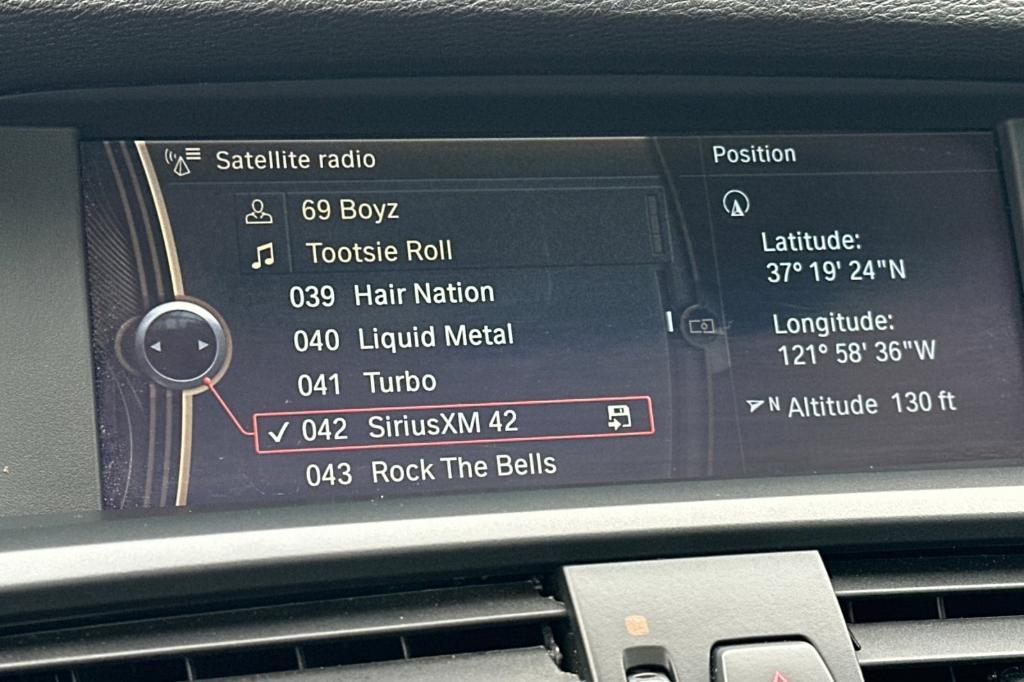 Satellite radio
69 Boyz
Tootsie Roll
039 Hair Nation
040 Liquid Metal
041 Turbo
042 SiriusXM 42
043 Rock The Bells
Position
Latitude:
37° 19' 24"N
Longitude:
121° 58' 36"W
N Altitude 130 ft